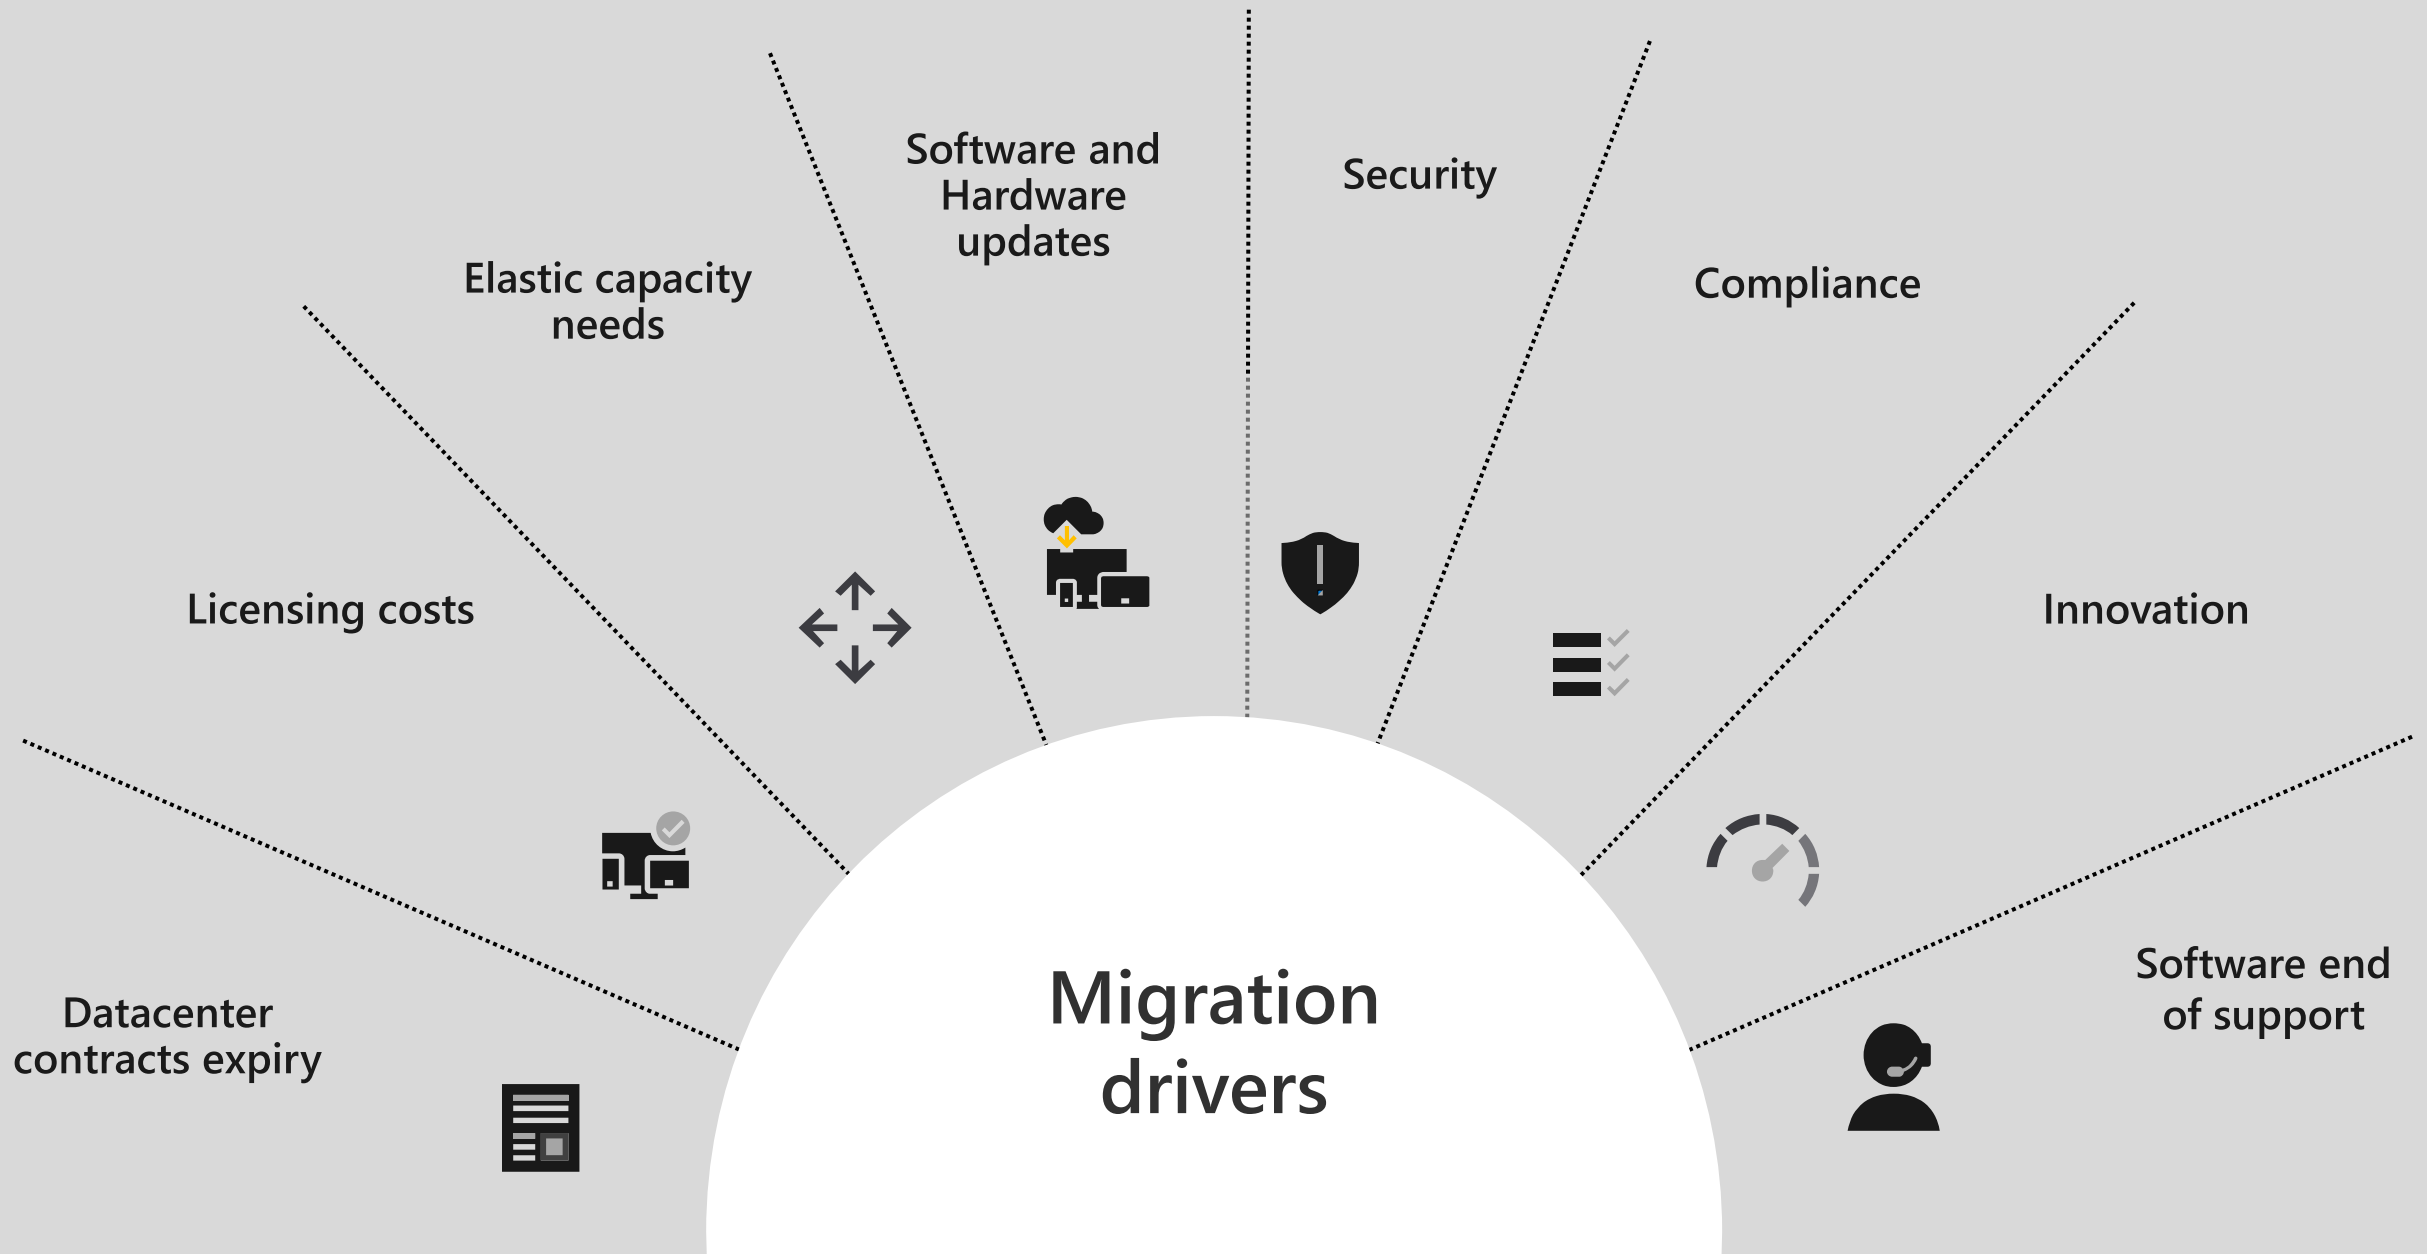 Software and
Hardware
updates
Security
Elastic capacity
needs
Compliance
Licensing costs
Innovation
Datacenter
contracts expiry
Software end
of support
Migration
drivers